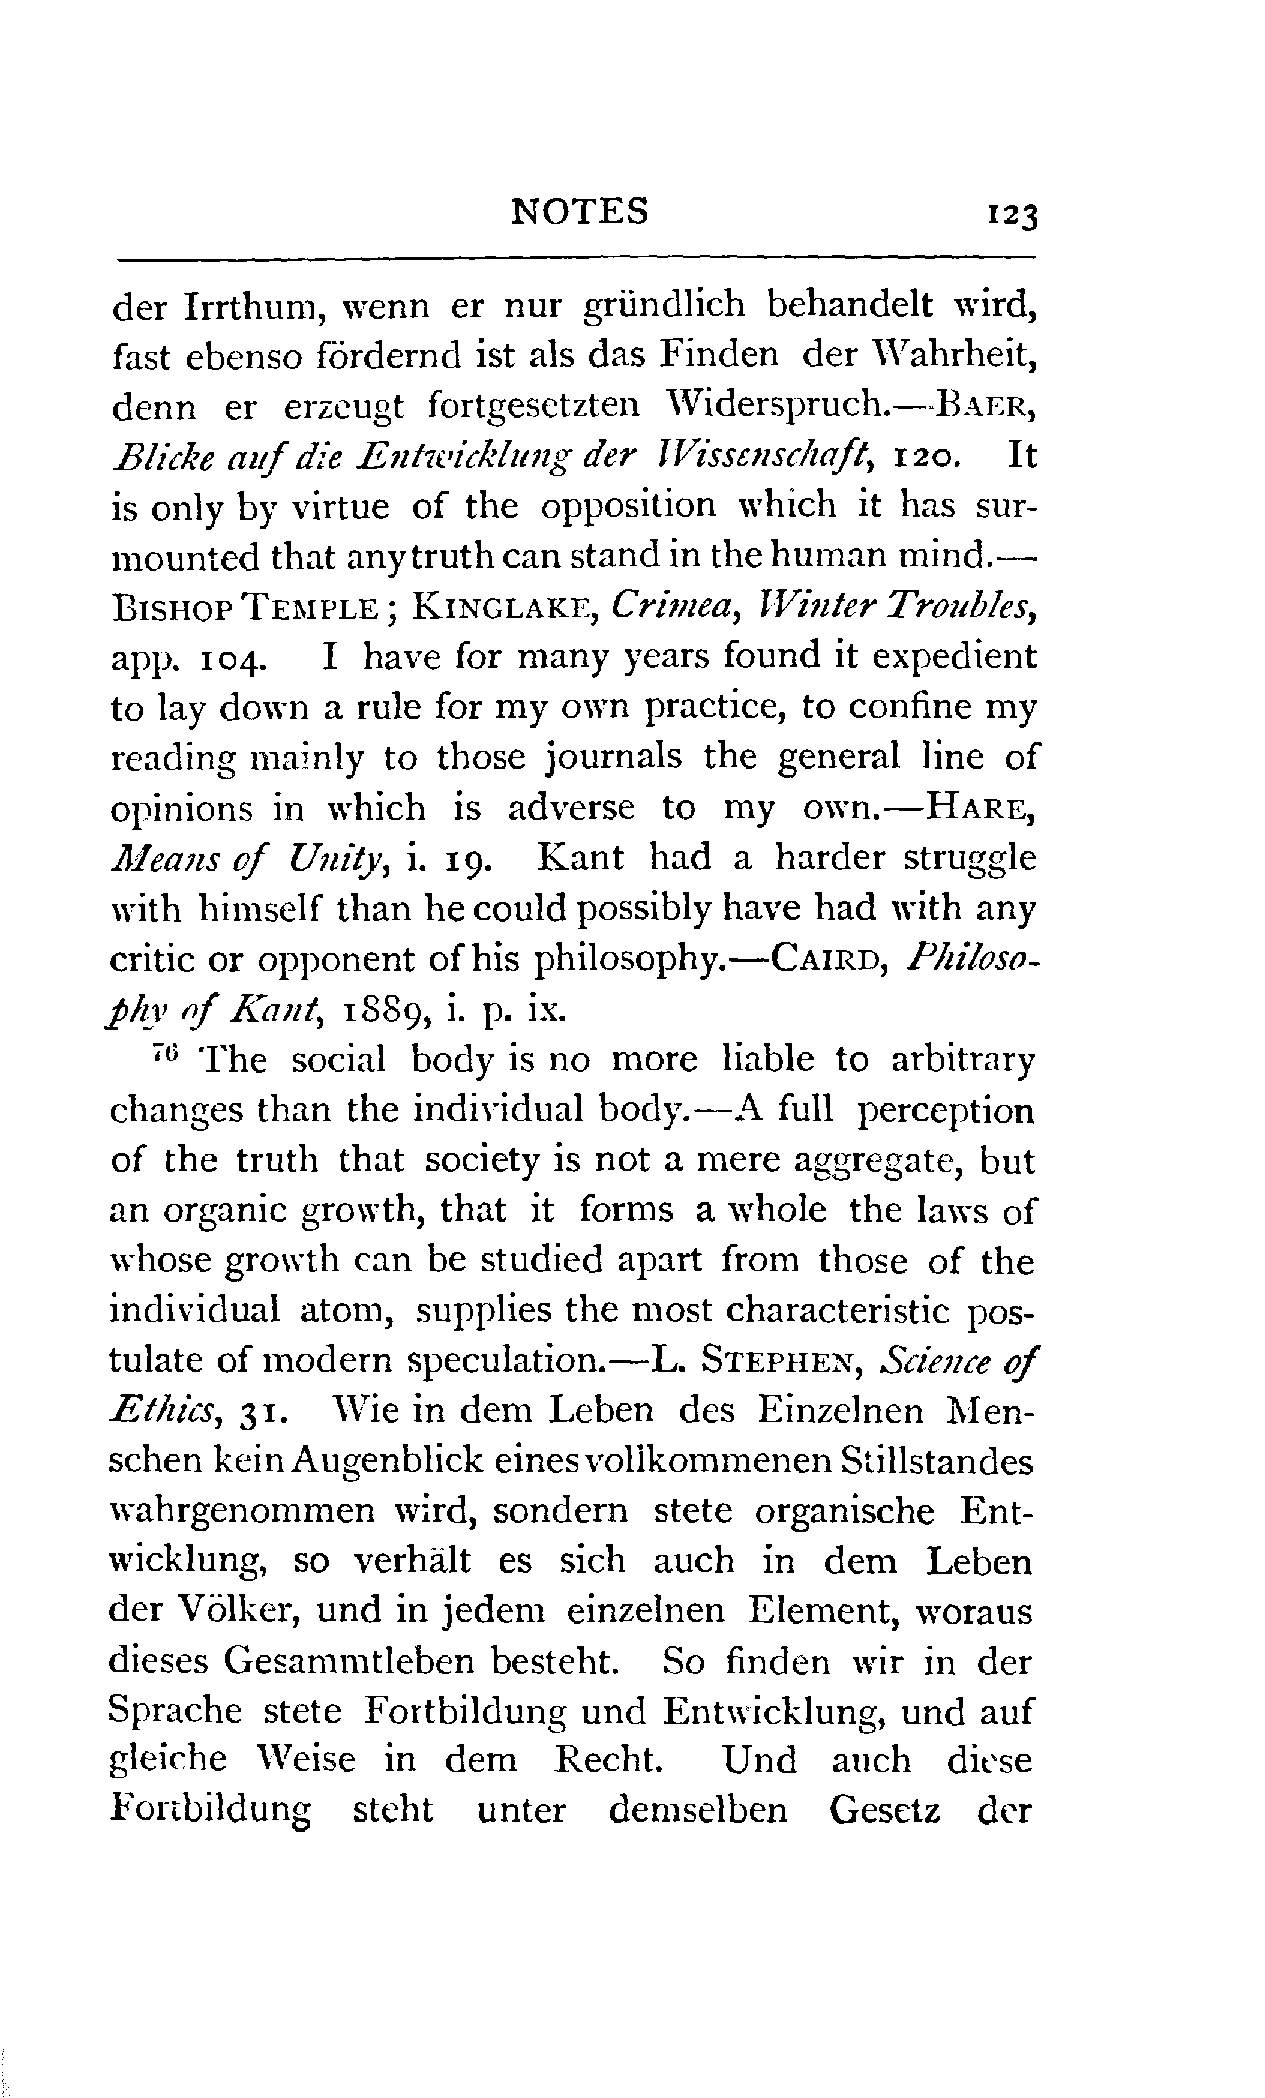 NOTES 123
der Irrthum, wenn er nur gründlich behandelt wird,
fast ebenso fördernd ist als das Finden der Wahrheit,
denn er erzeugt fortgesetzten Widerspruch.—BAER,
Blicke auf die Entwicklung der Wissenschaft, 120. It
is only by virtue of the opposition which it has sur-
mounted that any truth can stand in the human mind.—
BISHOP TEMPLE ; KINGLAKE, Crimea, Winter Troubles,
app. 104. I have for many years found it expedient
to lay down a rule for my own practice, to confine my
reading mainly to those journals the general line of
opinions in which is adverse to my own.—HARE,
Means of Unity, i. 19. Kant had a harder struggle
with himself than he could possibly have had with any
critic or opponent of his philosophy.—CAIRD, Philoso-
phy of Kant, 1889, i. p. ix.
76 The social body is no more liable to arbitrary
changes than the individual body.—A full perception
of the truth that society is not a mere aggregate, but
an organic growth, that it forms a whole the laws of
whose growth can be studied apart from those of the
individual atom, supplies the most characteristic pos-
tulate of modern speculation.—L. STEPHEN, Science of
Ethics, 31. Wie in dem Leben des Einzelnen Men-
schen kein Augenblick eines vollkommenen Stillstandes
wahrgenommen wird, sondern stete organische Ent-
wicklung, so verhält es sich auch in dem Leben
der Völker, und in jedem einzelnen Element, woraus
dieses Gesammtleben besteht. So finden wir in der
Sprache stete Fortbildung und Entwicklung, und auf
gleiche Weise in dem Recht. Und auch diese
Fortbildung steht unter demselben Gesetz der